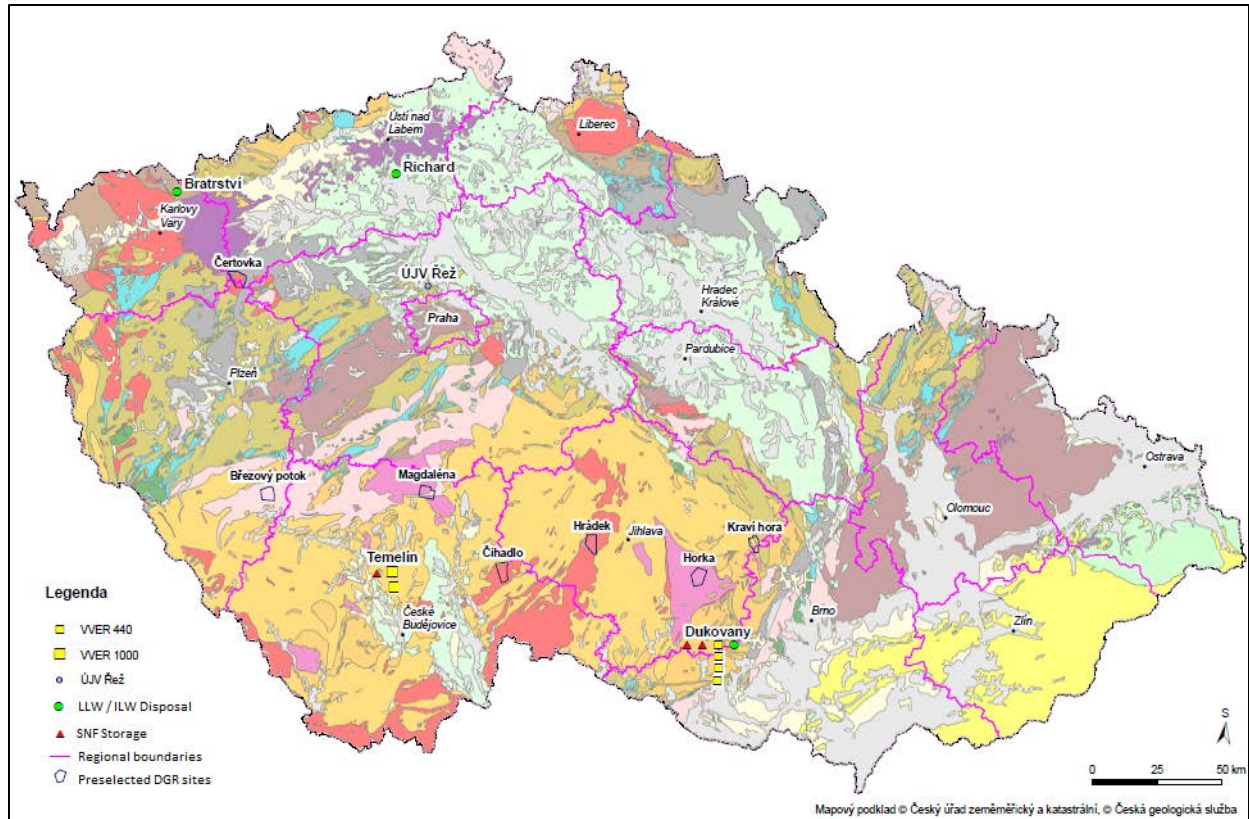 Ústí nad
Labem
Liberec
Richard
Bratrství
Karlovy
Vary
Čertovka
ÚJV Řež
Hradec
Králové
Praha
Pardubice
Plzeň
Ostrava
Březový potok
Magdaléna
Olomouc
Hrádek
Jihlava
Kraví hora
Temelín
Čihadlo
Horka
České
Budějovice
Brno
Dukovany
Zlín
Legenda
VVER 440
VVER 1000
ÚJV Řež
LLW / ILW Disposal
SNF Storage
Regional boundaries
Preselected DGR sites
S
0 25 50 km
Mapový podklad © Český úřad zeměměřický a katastrální, © Česká geologická služba